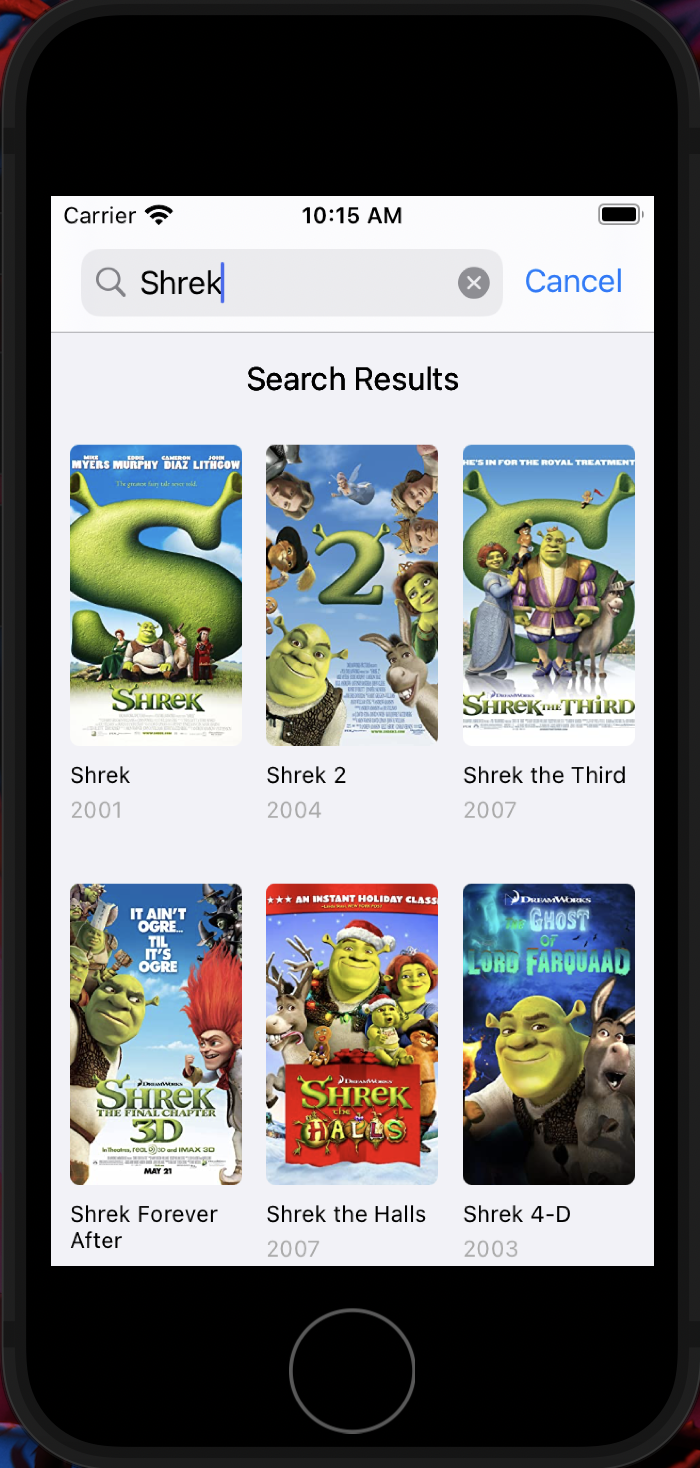 Carrier
10:15 AM
Shrek
Cancel
Search Results
MIKE MYERS EDDIE MURPHY CAMERON DIAZ JOHN LITHGOW
The greatest fairy tale never told.
SHREK
2
HE'S IN FOR THE ROYAL TREATMENT
DREAMWORKS
SHREK THE THIRD
Shrek
Shrek 2
Shrek the Third
2001
2004
2007
IT AIN'T
OGRE...
TIL
IT'S
OGRE
DREAMWORKS
SHREK
THE FINAL CHAPTER
3D
In Theatres, REAL D 3D and IMAX 3D
MAY 21
★★★ AN INSTANT HOLIDAY CLASS
DREAMWORKS
SHREK
the
HALLS
DREAMWORKS
The GHOST
OF
LORD FARQUAAD
Shrek Forever
After
Shrek the Halls
Shrek 4-D
2007
2003